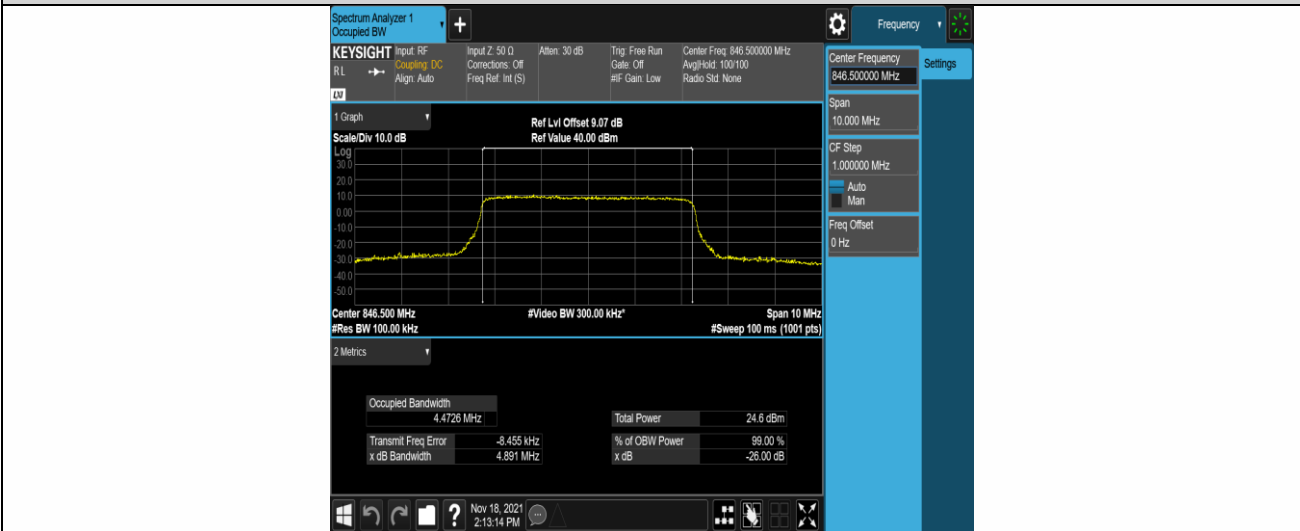 Spectrum Analyzer 1
Occupied BW
+
Frequency
KEYSIGHT
R L
LXI
Input: RF
Coupling: DC
Align: Auto
Input Z: 50 Ω
Corrections: Off
Freq Ref: Int (S)
Atten: 30 dB
Trig: Free Run
Gate: Off
#IF Gain: Low
Center Freq: 846.500000 MHz
Avg|Hold: 100/100
Radio Std: None
Center Frequency
846.500000 MHz
Settings
Span
10.000 MHz
CF Step
1.000000 MHz
Auto
Man
Freq Offset
0 Hz
1 Graph
Scale/Div 10.0 dB
Ref Lvl Offset 9.07 dB
Ref Value 40.00 dBm
Log
30.0
20.0
10.0
0.00
-10.0
-20.0
-30.0
-40.0
-50.0
Center 846.500 MHz
#Video BW 300.00 kHz*
Span 10 MHz
#Res BW 100.00 kHz
#Sweep 100 ms (1001 pts)
2 Metrics
Occupied Bandwidth
4.4726 MHz
Total Power 24.6 dBm
Transmit Freq Error -8.455 kHz
% of OBW Power 99.00 %
x dB Bandwidth 4.891 MHz
x dB -26.00 dB
?
Nov 18, 2021
2:13:14 PM